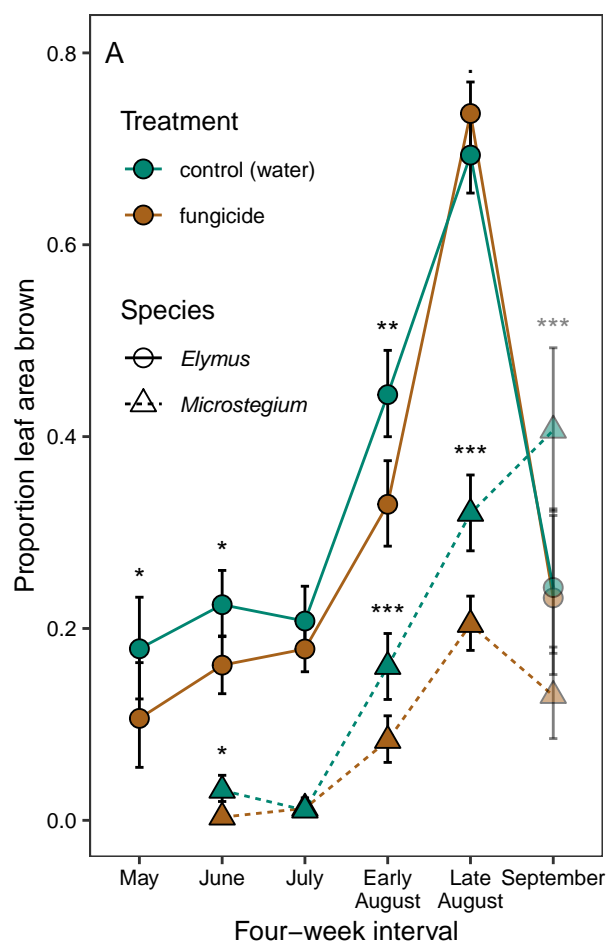 A
Treatment
control (water)
fungicide
Species
Elymus
Microstegium
Proportion leaf area brown
0.8
0.6
0.4
0.2
0.0
.
**
***
***
*
*
***
*
May
June
July
Early August
Late August
September
Four−week interval